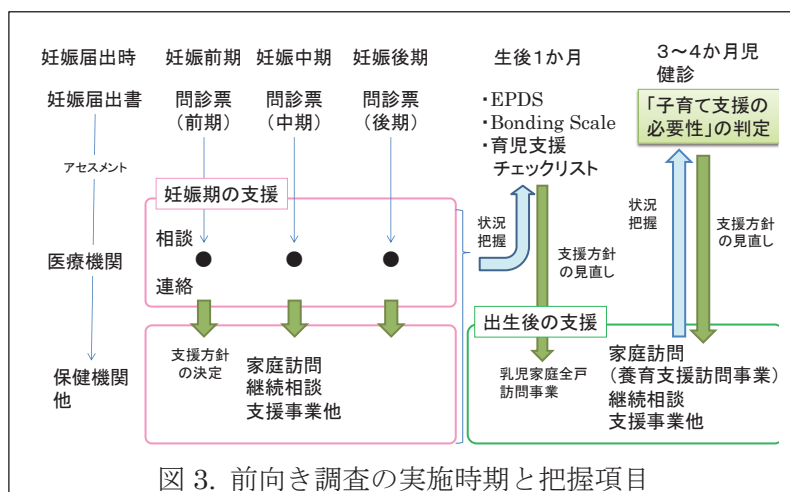 妊娠届出時
妊娠前期
妊娠中期
妊娠後期
生後１か月
３～４か月児
健診
妊娠届出書
問診票
(前期)
問診票
(中期)
問診票
(後期)
・EPDS
・Bonding Scale
・育児支援
チェックリスト
「子育て支援の
必要性」の判定
アセスメント
妊娠期の支援
相談
連絡
医療機関
状況
把握
支援方針
の見直し
状況
把握
支援方針
の見直し
出生後の支援
保健機関
他
支援方針
の決定
家庭訪問
継続相談
支援事業他
乳児家庭全戸
訪問事業
家庭訪問
(養育支援訪問事業)
継続相談
支援事業他
図 3. 前向き調査の実施時期と把握項目